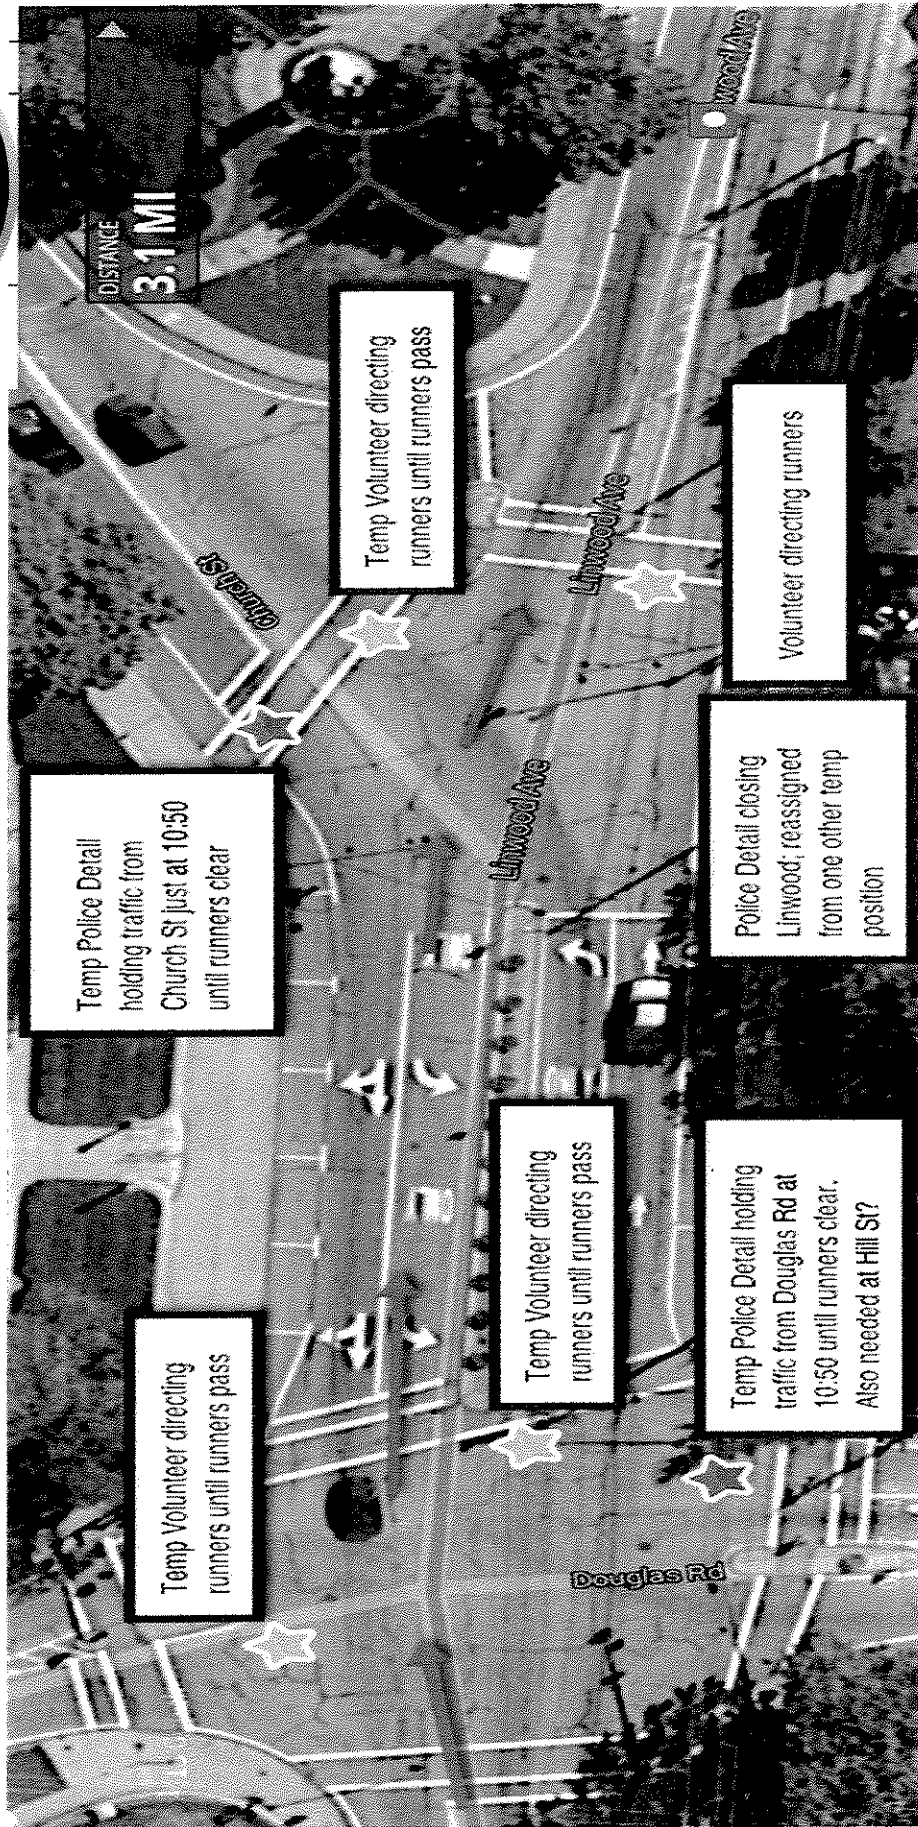 DISTANCE
3.1 MI
Temp Police Detail
holding traffic from
Church St just at 10:50
until runners clear
Temp Volunteer directing
runners until runners pass
Church St
Temp Volunteer directing
runners until runners pass
Linwood Ave
Linwood Ave
woodAve
Temp Volunteer directing
runners until runners pass
Douglas Rd
Temp Police Detail holding
traffic from Douglas Rd at
10:50 until runners clear.
Also needed at Hill St?
Police Detail closing
Linwood; reassigned
from one other temp
position
Volunteer directing runners